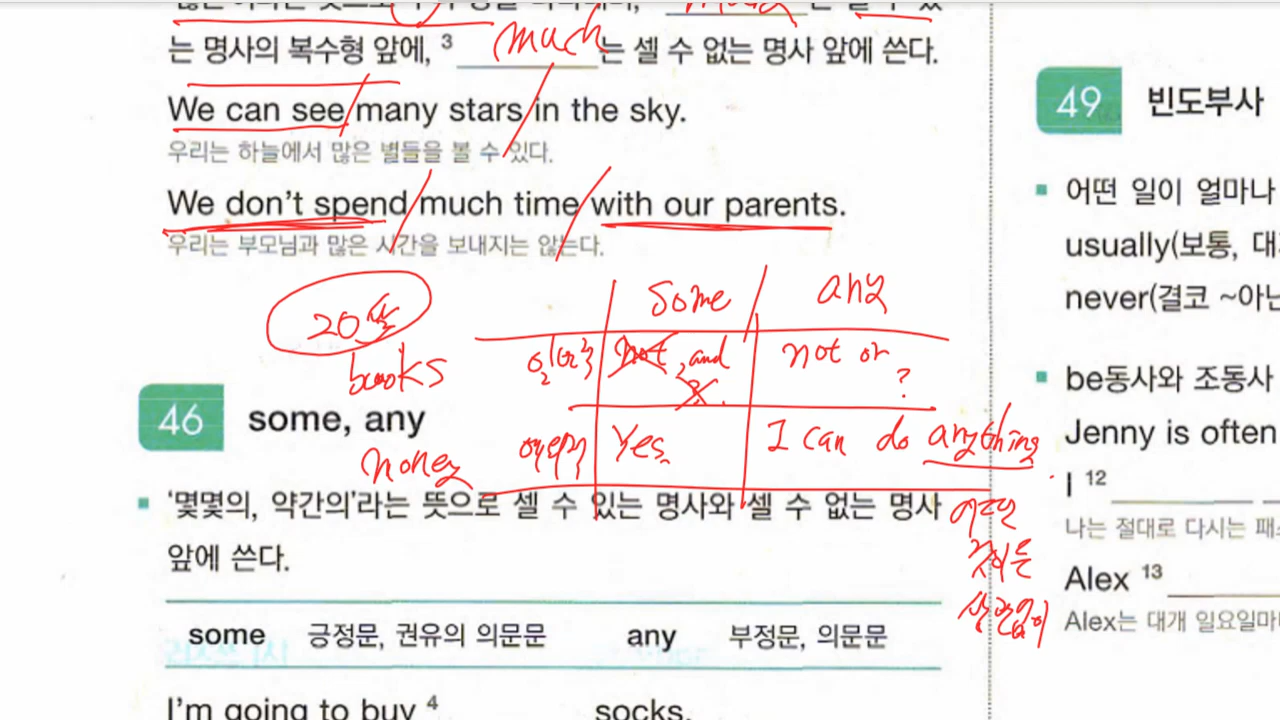 는 명사의 복수형 앞에, 3 much 는 셀 수 없는 명사 앞에 쓴다.
We can see many stars in the sky.
우리는 하늘에서 많은 별들을 볼 수 있다.
We don't spend much time with our parents.
우리는 부모님과 많은 시간을 보내지는 않는다.
some any
20
books
not, and
?
not or
?
Yes.
I can do anything
money
46 some, any
'몇몇의, 약간의'라는 뜻으로 셀 수 있는 명사와 셀 수 없는 명사
앞에 쓴다.
어떤
것이든
상관없이
some 긍정문, 권유의 의문문 any 부정문, 의문문
I'm going to buy 4 socks.
49 빈도부사
어떤 일이 얼마나
usually(보통, 대
never(결코 ~아닌
be동사와 조동사
Jenny is often
I 12
나는 절대로 다시는 패스
Alex 13
Alex는 대개 일요일마